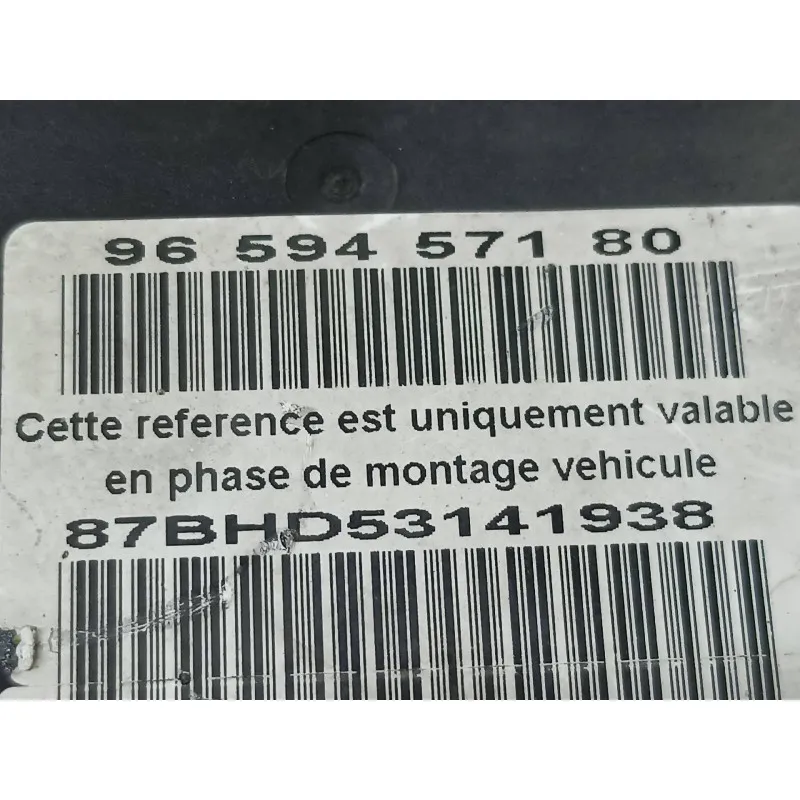 96 594 571 80
Cette reference est uniquement valable
en phase de montage vehicule
87BHD53141938